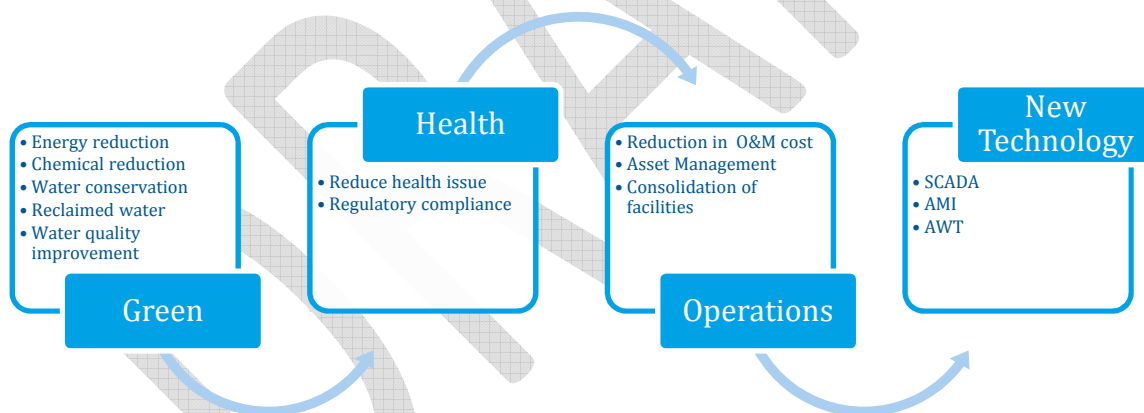 Green
• Energy reduction
• Chemical reduction
• Water conservation
• Reclaimed water
• Water quality
improvement
Health
• Reduce health issue
• Regulatory compliance
Operations
• Reduction in  O&M cost
• Asset Management
• Consolidation of
facilities
New
Technology
• SCADA
• AMI
• AWT